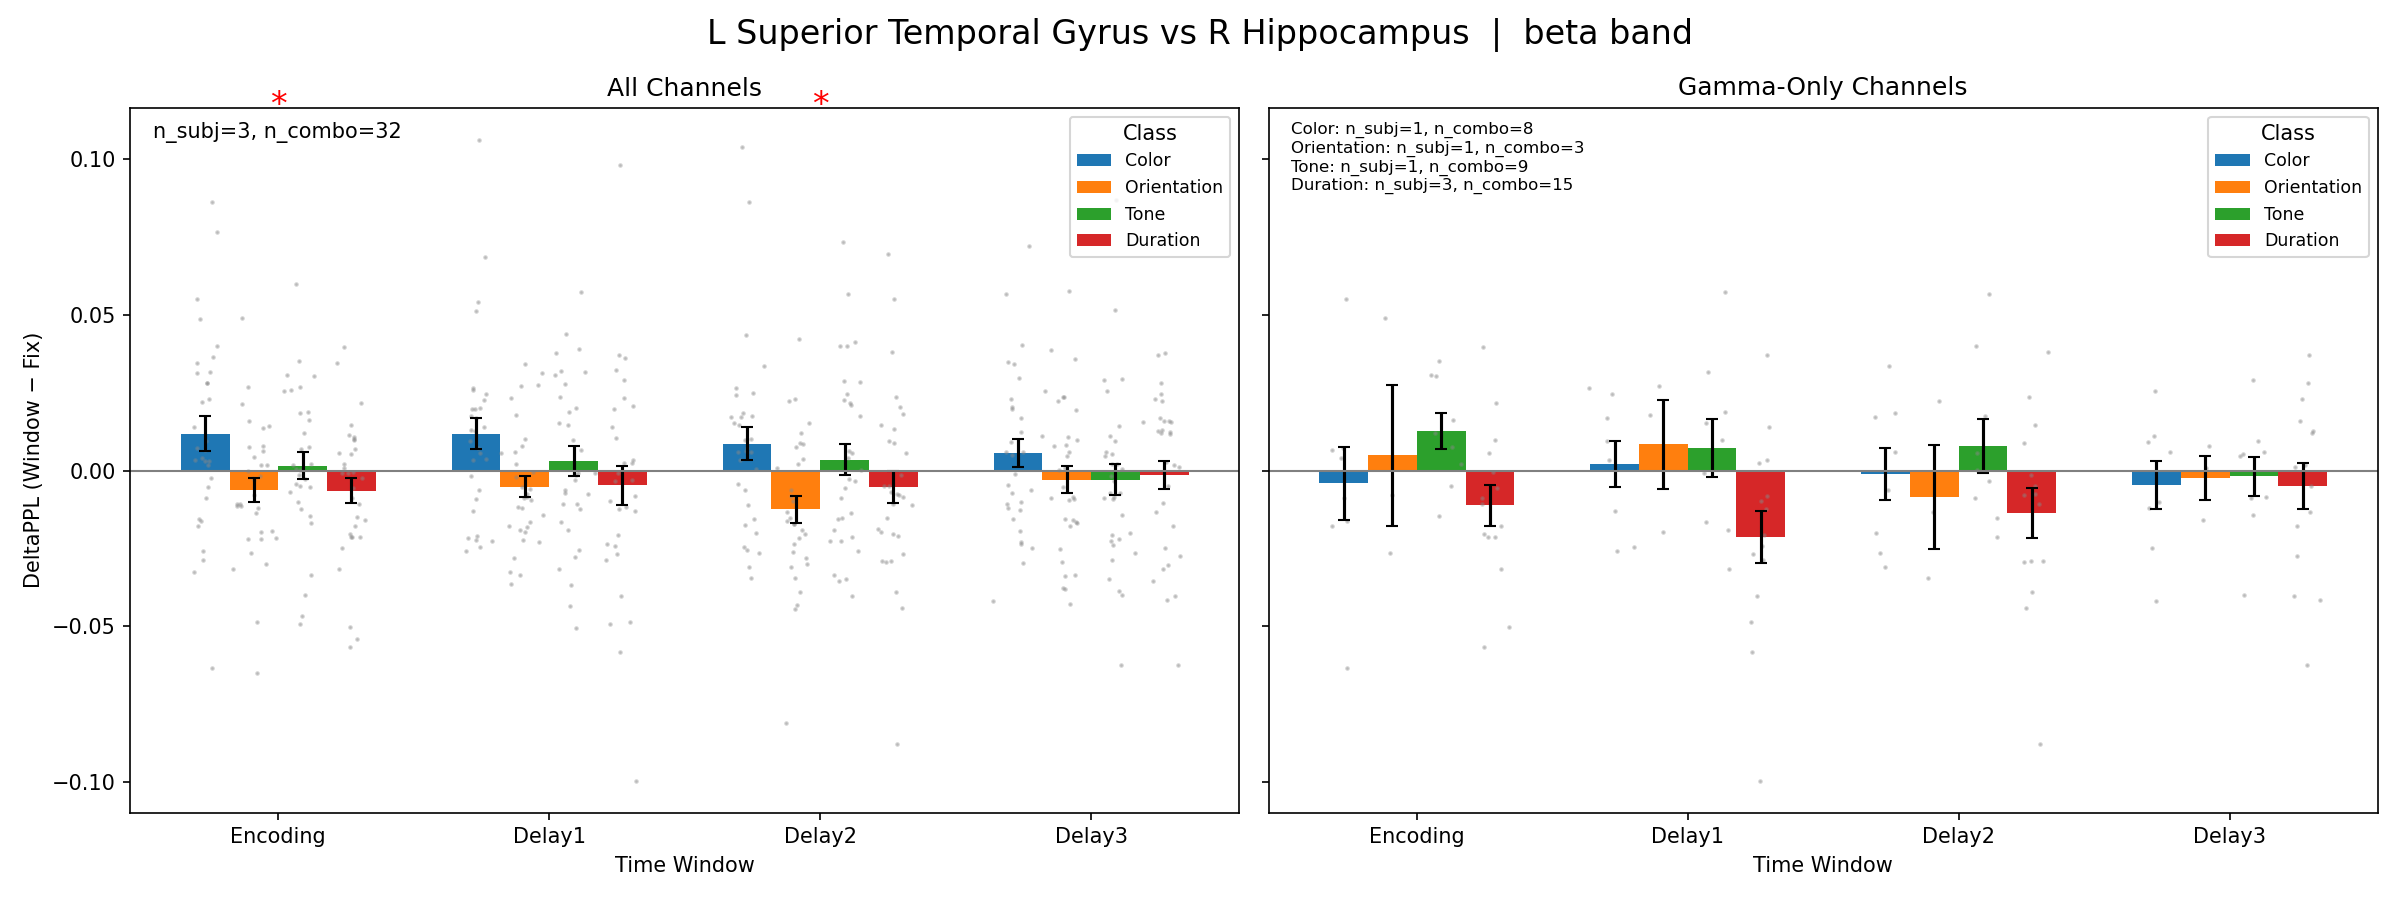 L Superior Temporal Gyrus vs R Hippocampus | beta band
All Channels
*
*
n_subj=3, n_combo=32
Class
Color
Orientation
Tone
Duration
DeltaPPL (Window − Fix)
0.10
0.05
0.00
−0.05
−0.10
Encoding
Delay1
Delay2
Delay3
Time Window
Gamma-Only Channels
Color: n_subj=1, n_combo=8
Orientation: n_subj=1, n_combo=3
Tone: n_subj=1, n_combo=9
Duration: n_subj=3, n_combo=15
Class
Color
Orientation
Tone
Duration
Encoding
Delay1
Delay2
Delay3
Time Window